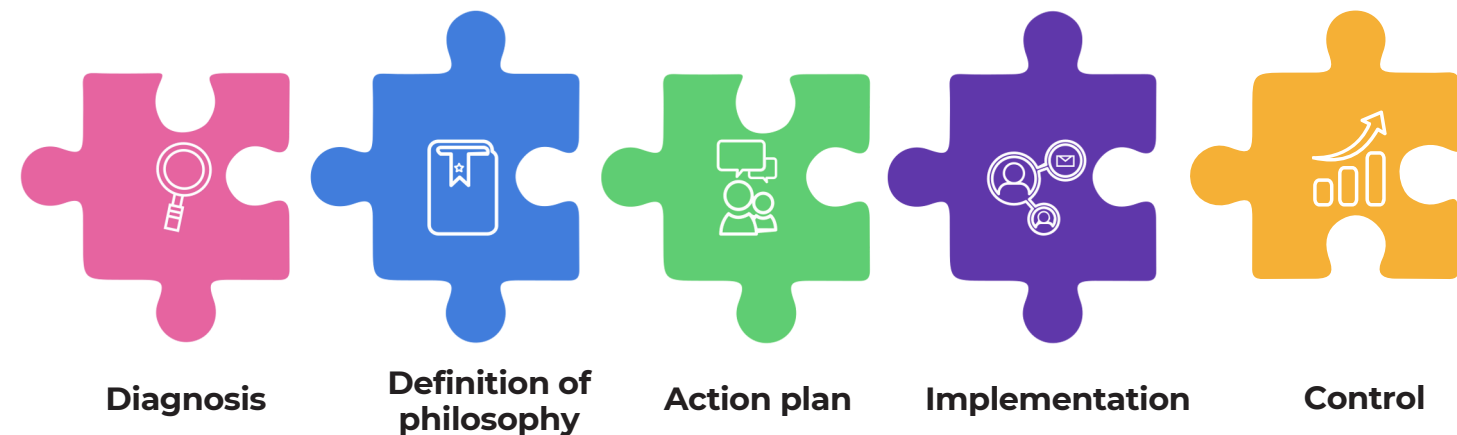 Diagnosis
Definition of
philosophy
Action plan
Implementation
Control